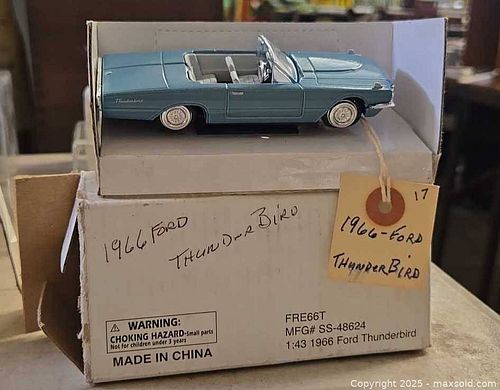 Thunderbird
17
1966-FORD
THUNDERBIRD
1966 FORD
THUNDERBIRD
WARNING:
CHOKING HAZARD-Small parts
Not for children under 3 years
MADE IN CHINA
FRE66T
MFG# SS-48624
1:43 1966 Ford Thunderbird
Copyright © 2025 - maxsold.com